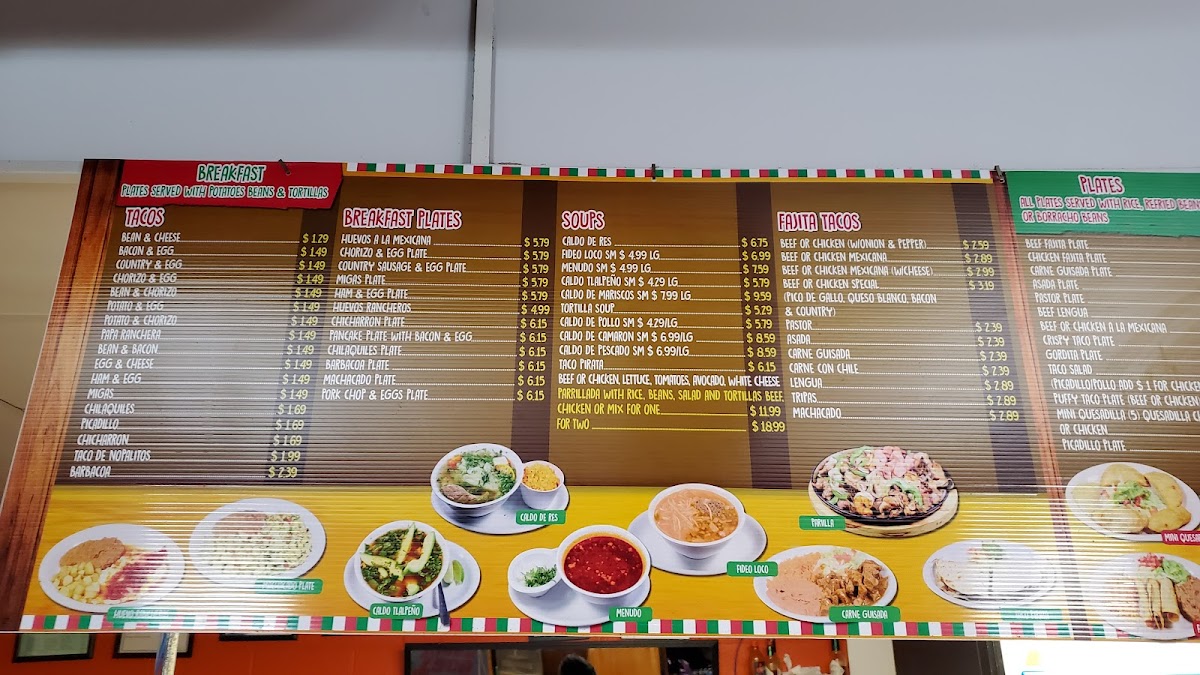 BREAKFAST
PLATES SERVED WITH POTATOES BEANS & TORTILLAS
TACOS
BEAN & CHEESE $ 1.29
BACON & EGG $ 1.49
COUNTRY & EGG $ 1.49
CHORIZO & EGG $ 1.49
BEAN & CHORIZO $ 1.49
POTATO & EGG $ 1.49
POTATO & CHORIZO $ 1.49
PAPA RANCHERA $ 1.49
BEAN & BACON $ 1.49
EGG & CHEESE $ 1.49
HAM & EGG $ 1.49
MIGAS $ 1.49
CHILAQUILES $ 1.69
PICADILLO $ 1.69
CHICHARRON $ 1.69
TACO DE NOPALITOS $ 1.99
BARBACOA $ 2.39
BREAKFAST PLATES
HUEVOS A LA MEXICANA $ 5.79
CHORIZO & EGG PLATE $ 5.79
COUNTRY SAUSAGE & EGG PLATE $ 5.79
MIGAS PLATE $ 5.79
HAM & EGG PLATE $ 5.79
HUEVOS RANCHEROS $ 4.99
CHICHARRON PLATE $ 6.15
PANCAKE PLATE WITH BACON & EGG $ 6.15
CHILAQUILES PLATE $ 6.15
BARBACOA PLATE $ 6.15
MACHACADO PLATE $ 6.15
PORK CHOP & EGGS PLATE $ 6.15
SOUPS
CALDO DE RES $ 6.75
FIDEO LOCO SM $ 4.99 LG $ 6.99
MENUDO SM $ 4.99 LG $ 7.59
CALDO TLALPEÑO SM $ 4.29 LG $ 5.79
CALDO DE MARISCOS SM $ 7.99 LG $ 9.59
TORTILLA SOUP $ 5.29
CALDO DE POLLO SM $ 4.29/LG $ 5.79
CALDO DE CAMARON SM $ 6.99/LG $ 8.59
CALDO DE PESCADO SM $ 6.99/LG $ 8.59
TACO PIRATA $ 6.15
BEEF OR CHICKEN, LETTUCE, TOMATOES, AVOCADO, WHITE CHEESE
PARRILLADA WITH RICE, BEANS, SALAD AND TORTILLAS BEEF,
CHICKEN OR MIX FOR ONE $ 11.99
FOR TWO $ 18.99
FAJITA TACOS
BEEF OR CHICKEN (W/ONION & PEPPER) $ 2.59
BEEF OR CHICKEN MEXICANA $ 2.89
BEEF OR CHICKEN MEXICANA (W/CHEESE) $ 2.99
BEEF OR CHICKEN SPECIAL $ 3.19
(PICO DE GALLO, QUESO BLANCO, BACON
& COUNTRY)
PASTOR $ 2.39
ASADA $ 2.39
CARNE GUISADA $ 2.39
CARNE CON CHILE $ 2.39
LENGUA $ 2.89
TRIPAS $ 2.89
MACHACADO $ 2.89
PLATES
ALL PLATES SERVED WITH RICE, REFRIED BEANS
OR BORRACHO BEANS
BEEF FAJITA PLATE
CHICKEN FAJITA PLATE
CARNE GUISADA PLATE
ASADA PLATE
PASTOR PLATE
BEEF LENGUA
BEEF OR CHICKEN A LA MEXICANA
CRISPY TACO PLATE
GORDITA PLATE
TACO SALAD
(PICADILLO/POLLO ADD $ 1 FOR CHICKEN
PUFFY TACO PLATE (BEEF OR CHICKEN)
MINI QUESADILLA (5) QUESADILLA
OR CHICKEN
PICADILLO PLATE
CALDO DE RES
CALDO TLALPEÑO
MENUDO
FIDEO LOCO
PARRILLA
CARNE GUISADA
MINI